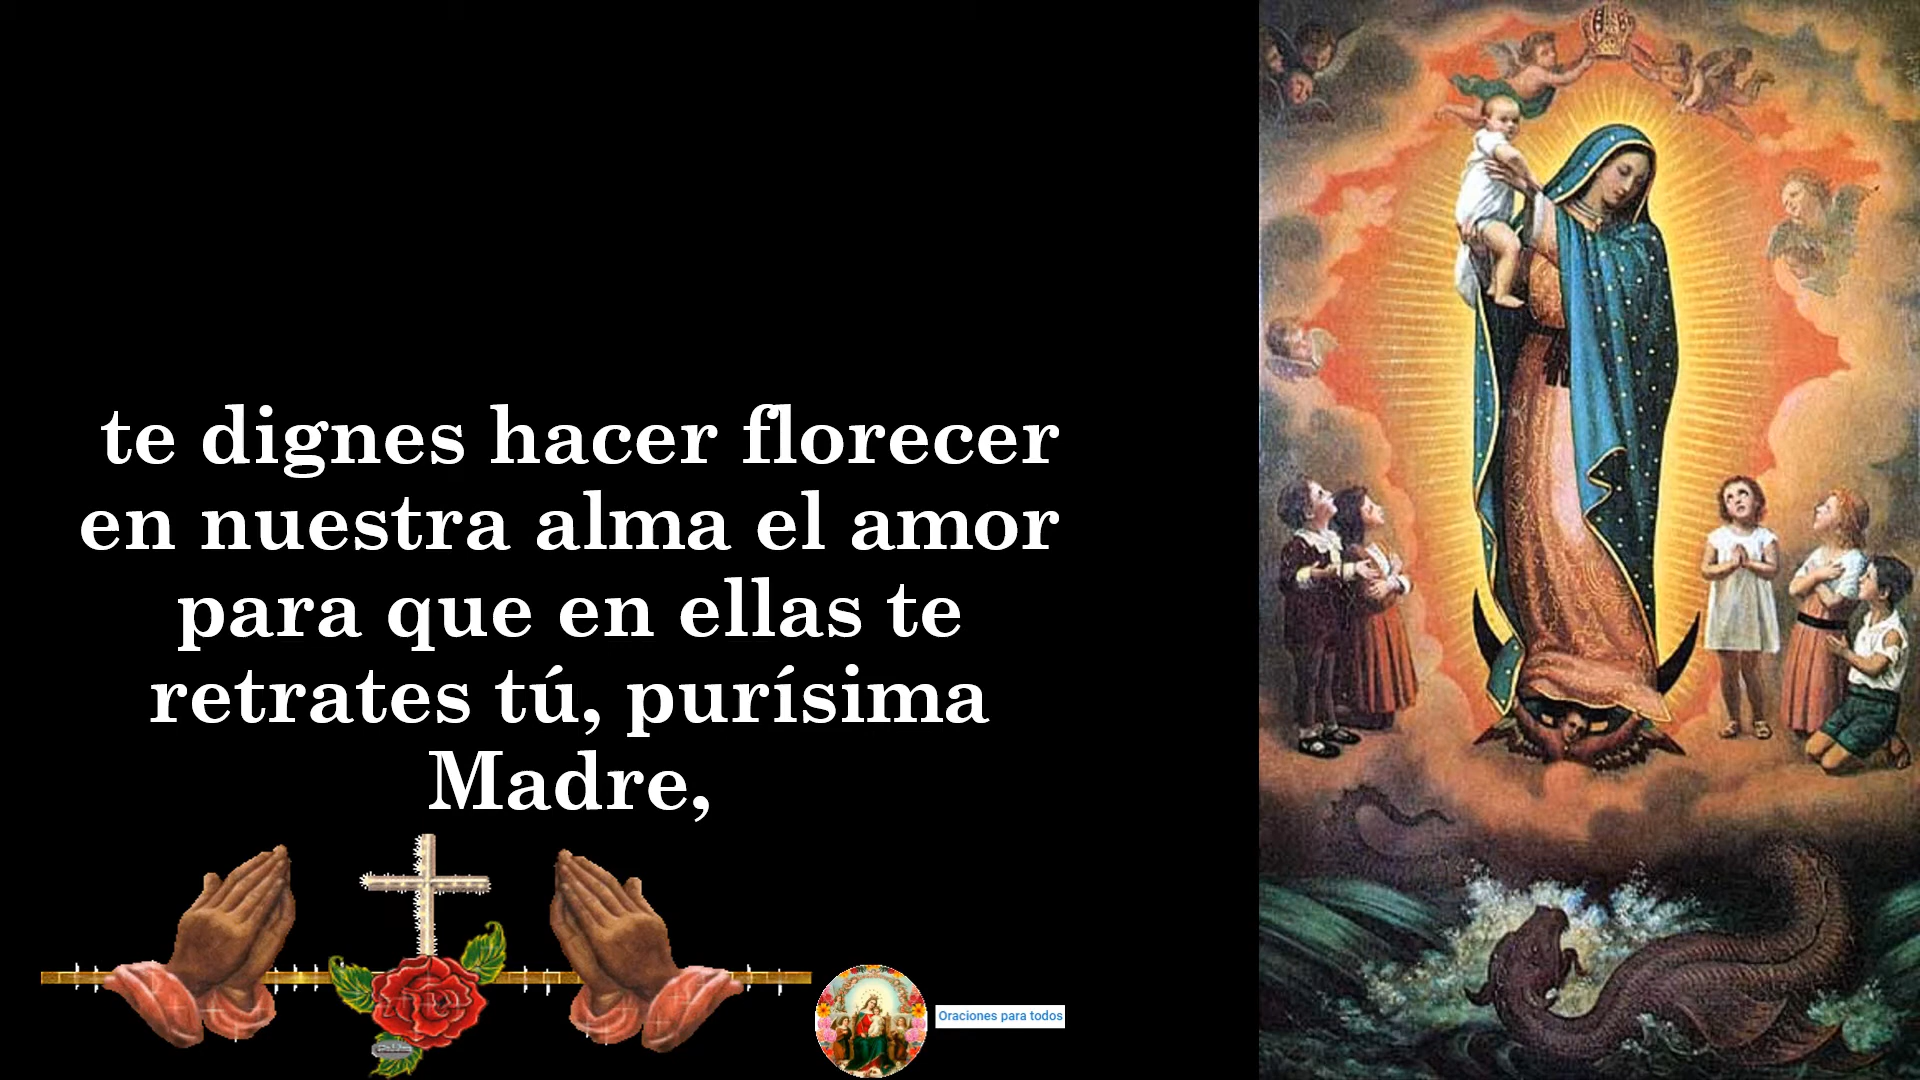 te dignes hacer florecer
en nuestra alma el amor
para que en ellas te
retrates tú, purísima
Madre,
Oraciones para todos